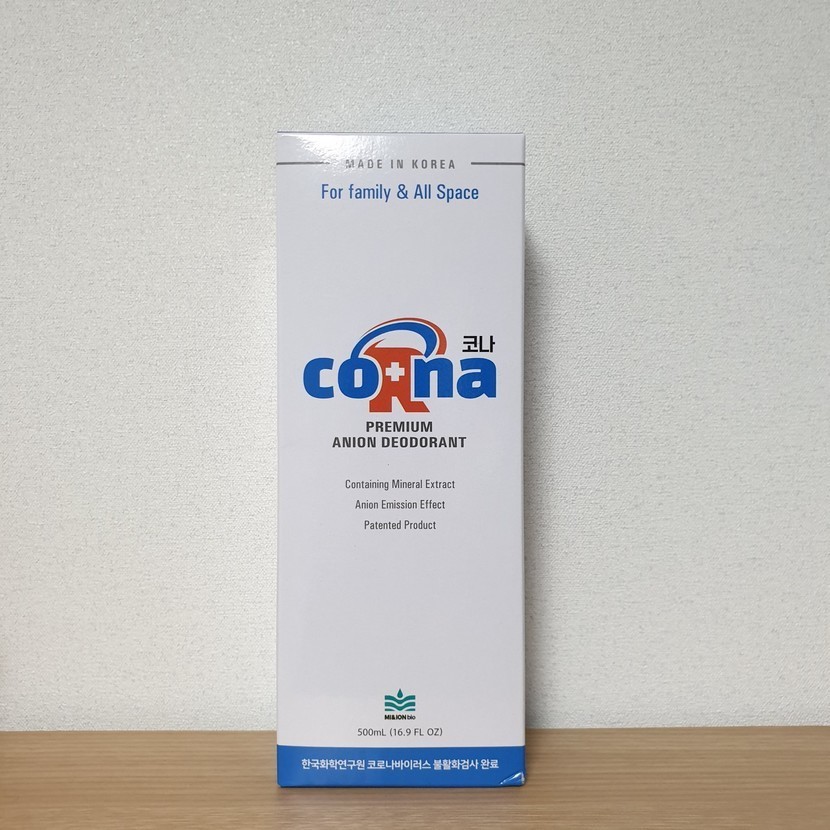 MADE IN KOREA
For family & All Space
코나
coRna
PREMIUM
ANION DEODORANT
Containing Mineral Extract
Anion Emission Effect
Patented Product
MI&ION bio
500mL (16.9 FL OZ)
한국화학연구원 코로나바이러스 불활화검사 완료